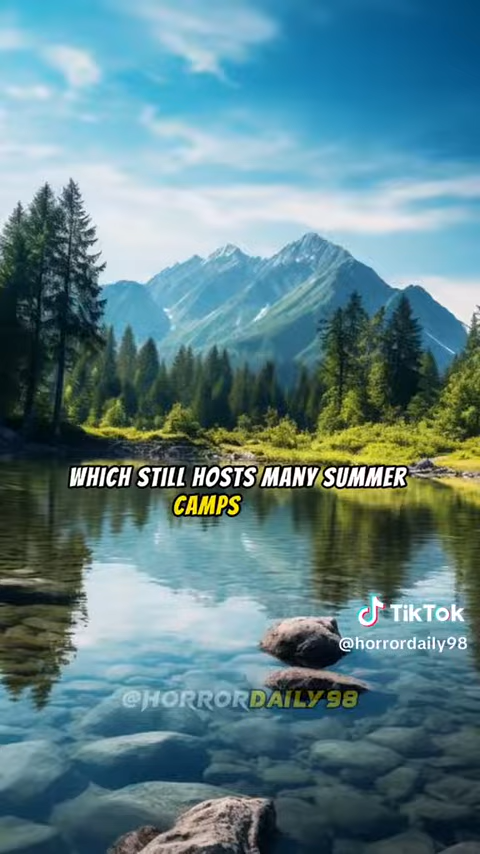 WHICH STILL HOSTS MANY SUMMER
CAMPS
TikTok
@horrordaily98
@HORRORDAILY98